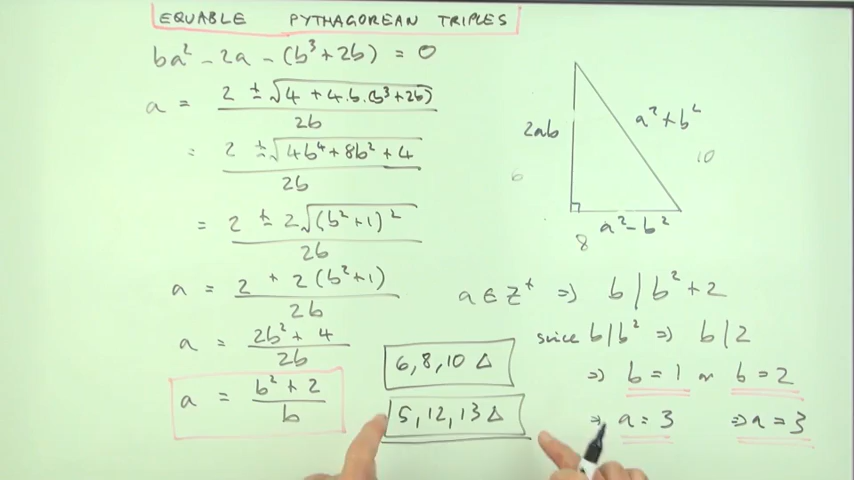 EQUABLE PYTHAGOREAN TRIPLES
ba² - 2a - (b³ + 2b) = 0
a = 2 ± √4 + 4.b.(b³+2b) / 2b
= 2 ± √4b⁴ + 8b² + 4 / 2b
= 2 ± 2√(b²+1)² / 2b
a = 2 + 2(b²+1) / 2b
a = 2b² + 4 / 2b
a = b² + 2 / b
6, 8, 10 Δ
5, 12, 13 Δ
2ab
a² + b²
6
10
a² - b²
8
a ∈ Z⁺ ⇒ b | b² + 2
since b | b² ⇒ b | 2
⇒ b = 1 or b = 2
⇒ a = 3 ⇒ a = 3